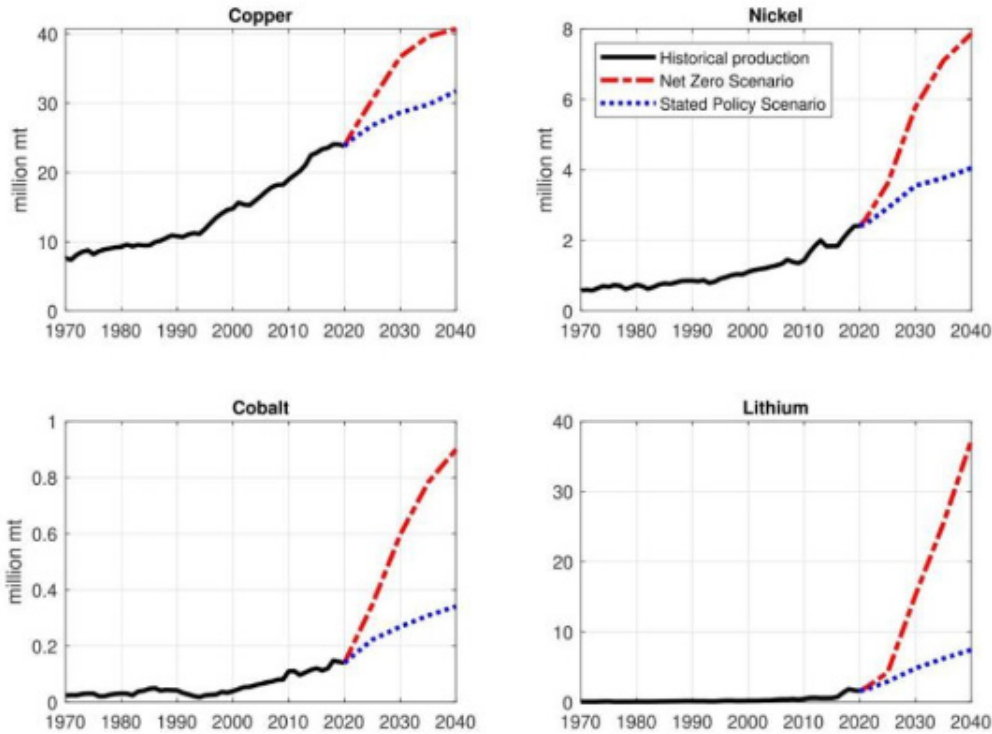 Copper
40
30
20
10
0
million mt
1970 1980 1990 2000 2010 2020 2030 2040
Nickel
Historical production
Net Zero Scenario
Stated Policy Scenario
8
6
4
2
0
million mt
1970 1980 1990 2000 2010 2020 2030 2040
Cobalt
1
0.8
0.6
0.4
0.2
0
million mt
1970 1980 1990 2000 2010 2020 2030 2040
Lithium
40
30
20
10
0
1970 1980 1990 2000 2010 2020 2030 2040